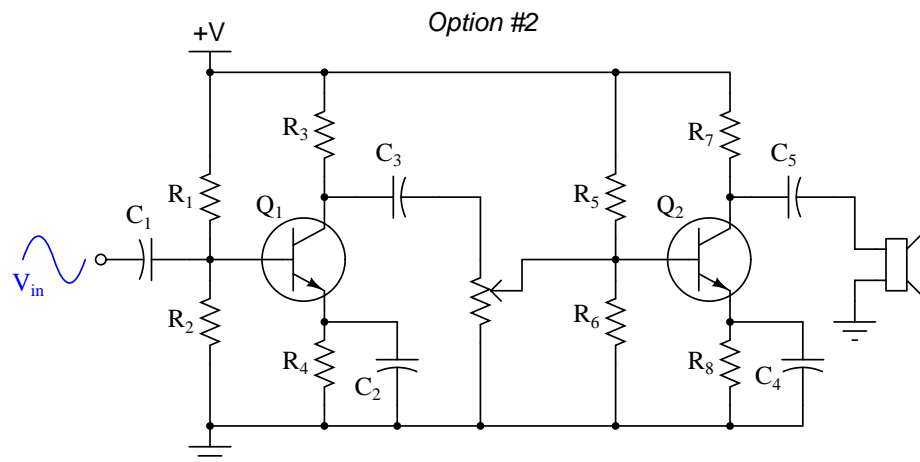 Option #2
+V
R3
R7
C3
C5
R1
Q1
R5
Q2
C1
Vin
R2
R6
R4
C2
R8
C4